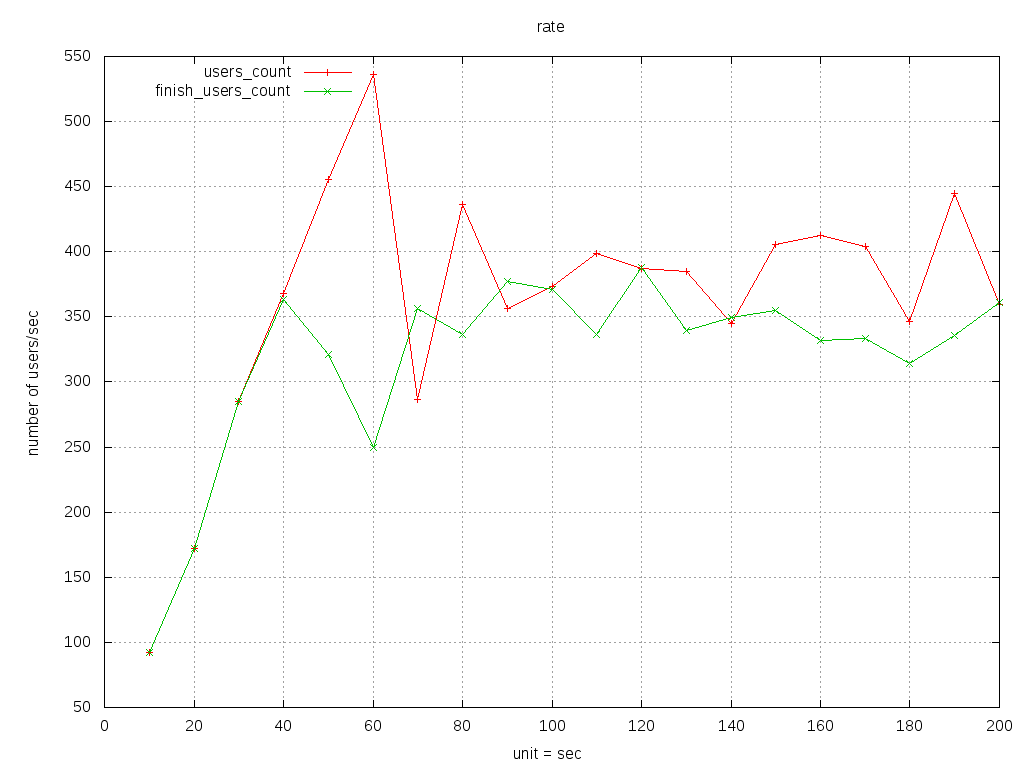 rate
users_count
finish_users_count
550
500
450
400
350
300
250
200
150
100
50
number of users/sec
0 20 40 60 80 100 120 140 160 180 200
unit = sec